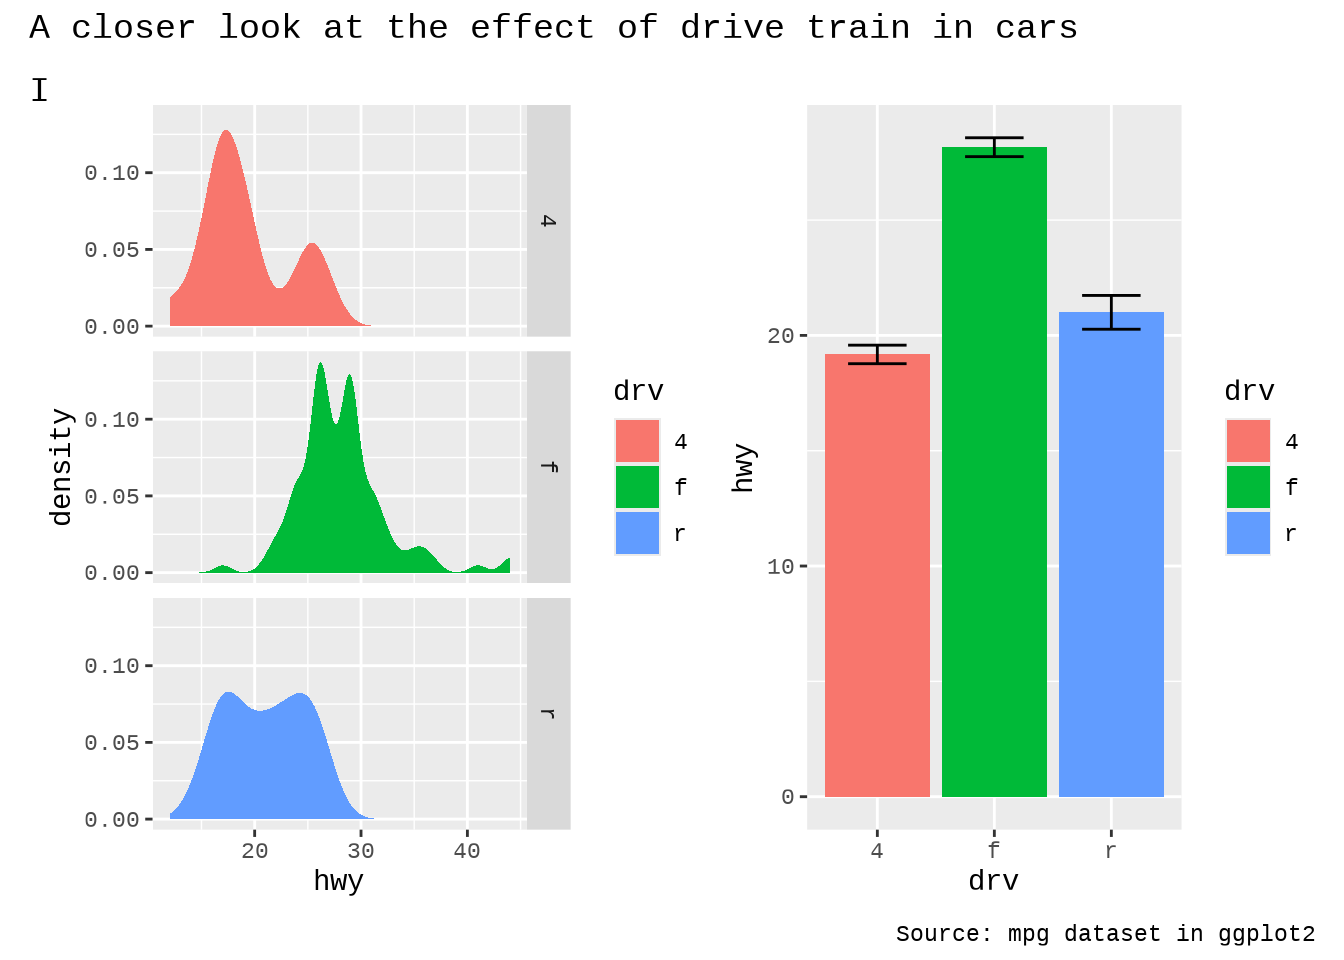 A closer look at the effect of drive train in cars
I
0.10
0.05
0.00
4
density
0.10
0.05
0.00
f
0.10
0.05
0.00
r
20 30 40
hwy
drv
4
f
r
hwy
20
10
0
4 f r
drv
drv
4
f
r
Source: mpg dataset in ggplot2